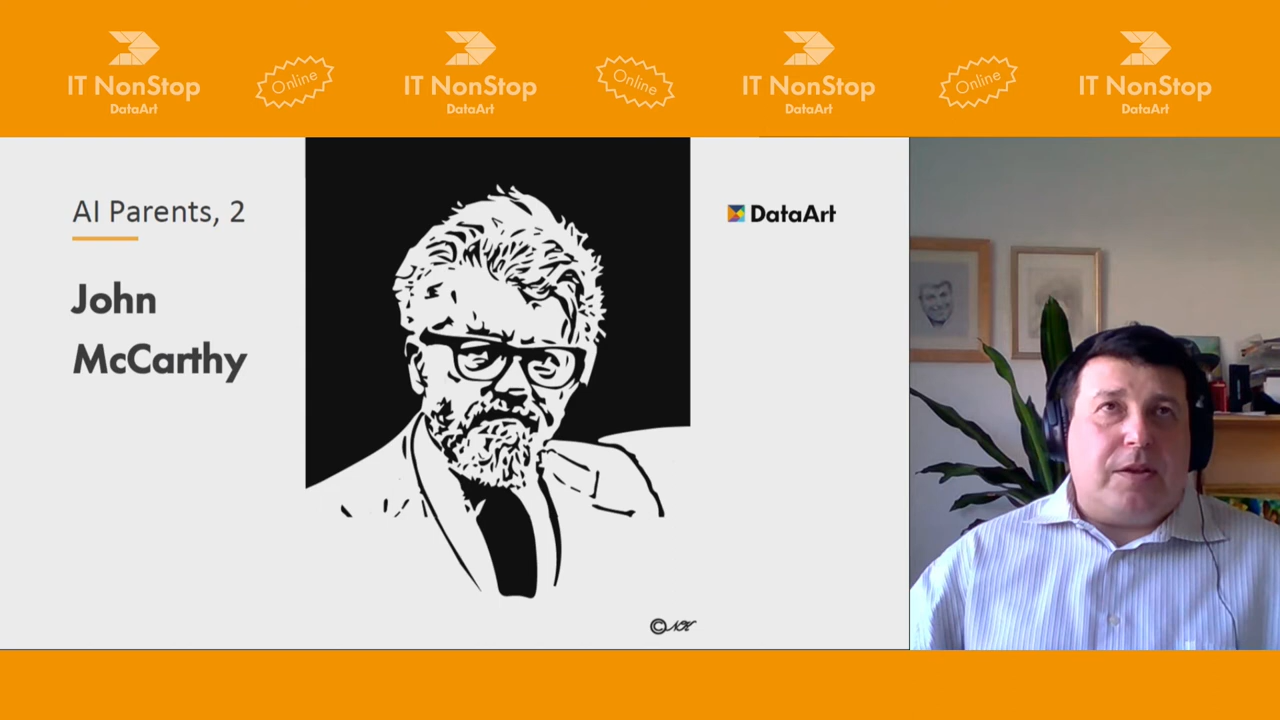 IT NonStop
DataArt
Online
IT NonStop
DataArt
Online
IT NonStop
DataArt
Online
IT NonStop
DataArt
AI Parents, 2
John
McCarthy
DataArt
©